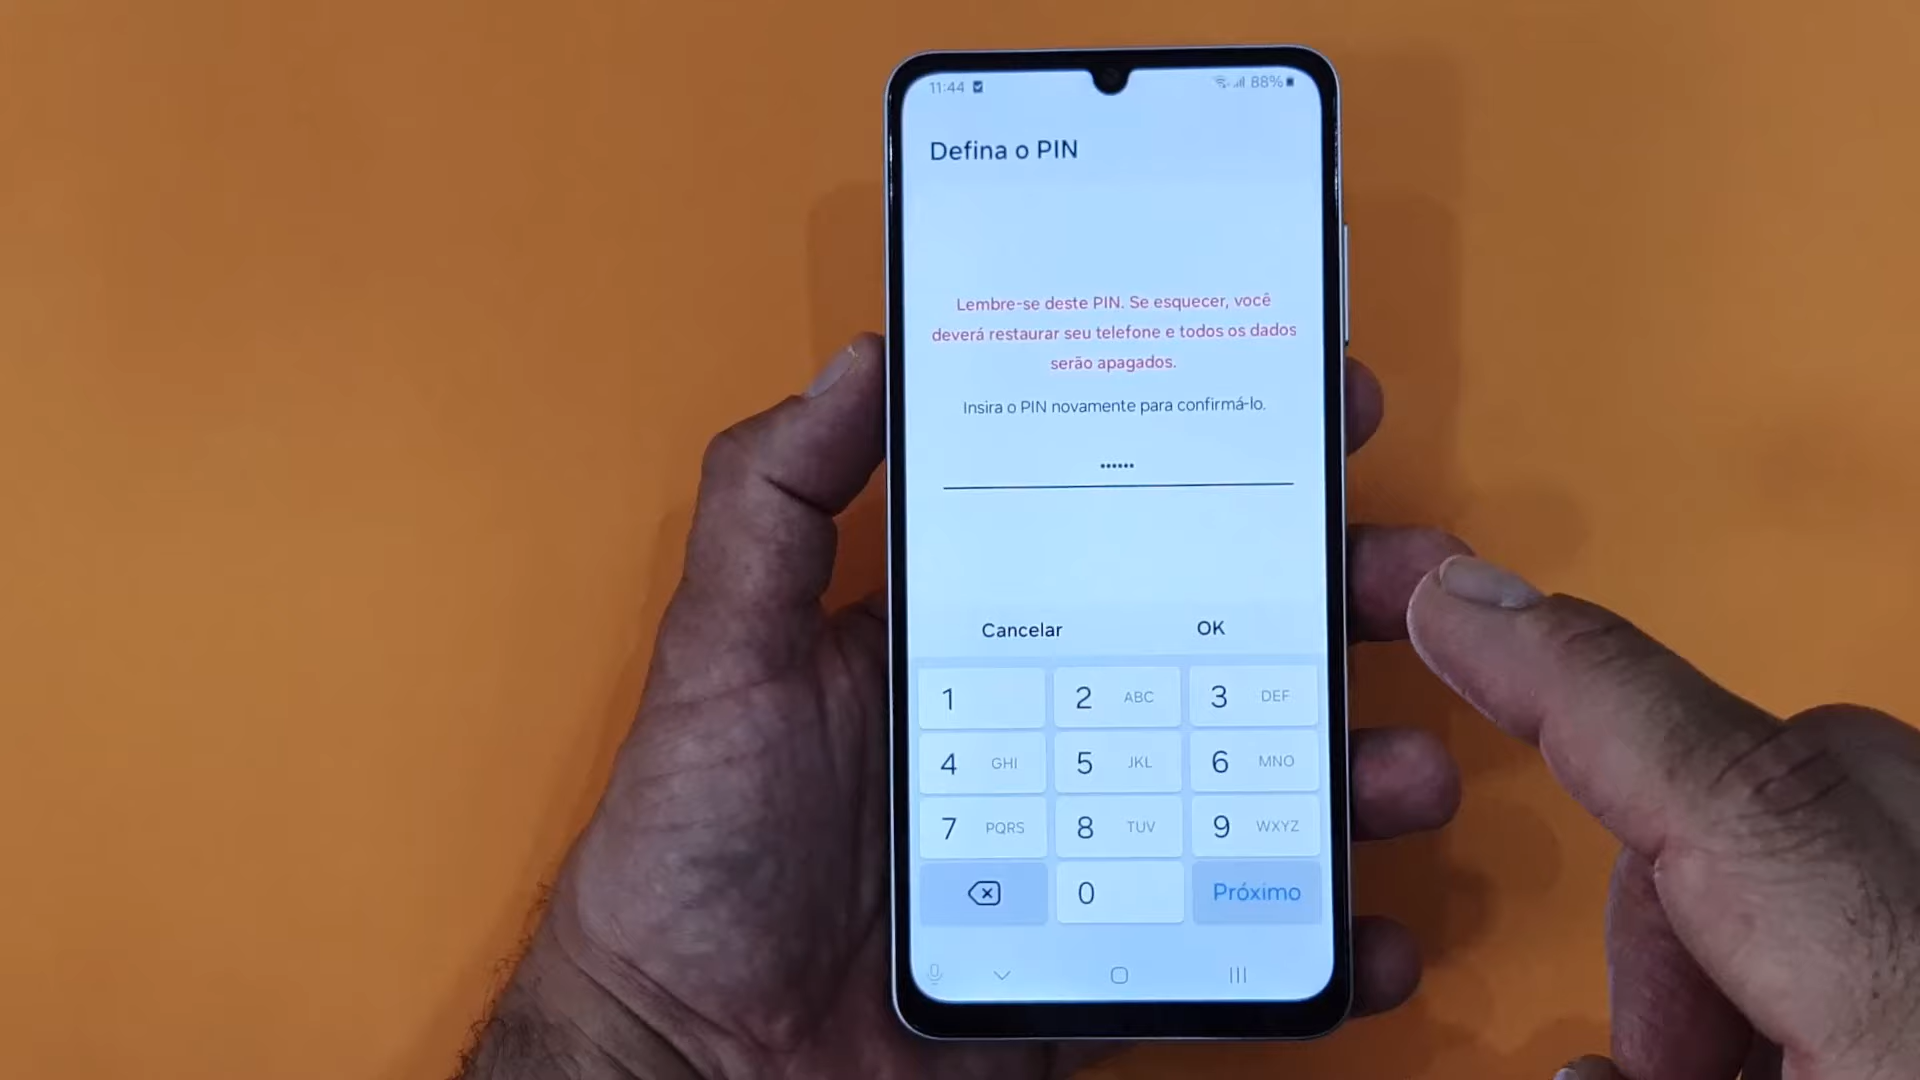 11:44
88%
Defina o PIN
Lembre-se deste PIN. Se esquecer, você
deverá restaurar seu telefone e todos os dados
serão apagados.
Insira o PIN novamente para confirmá-lo.
••••••
Cancelar
OK
1
2 ABC
3 DEF
4 GHI
5 JKL
6 MNO
7 PQRS
8 TUV
9 WXYZ
0
Próximo